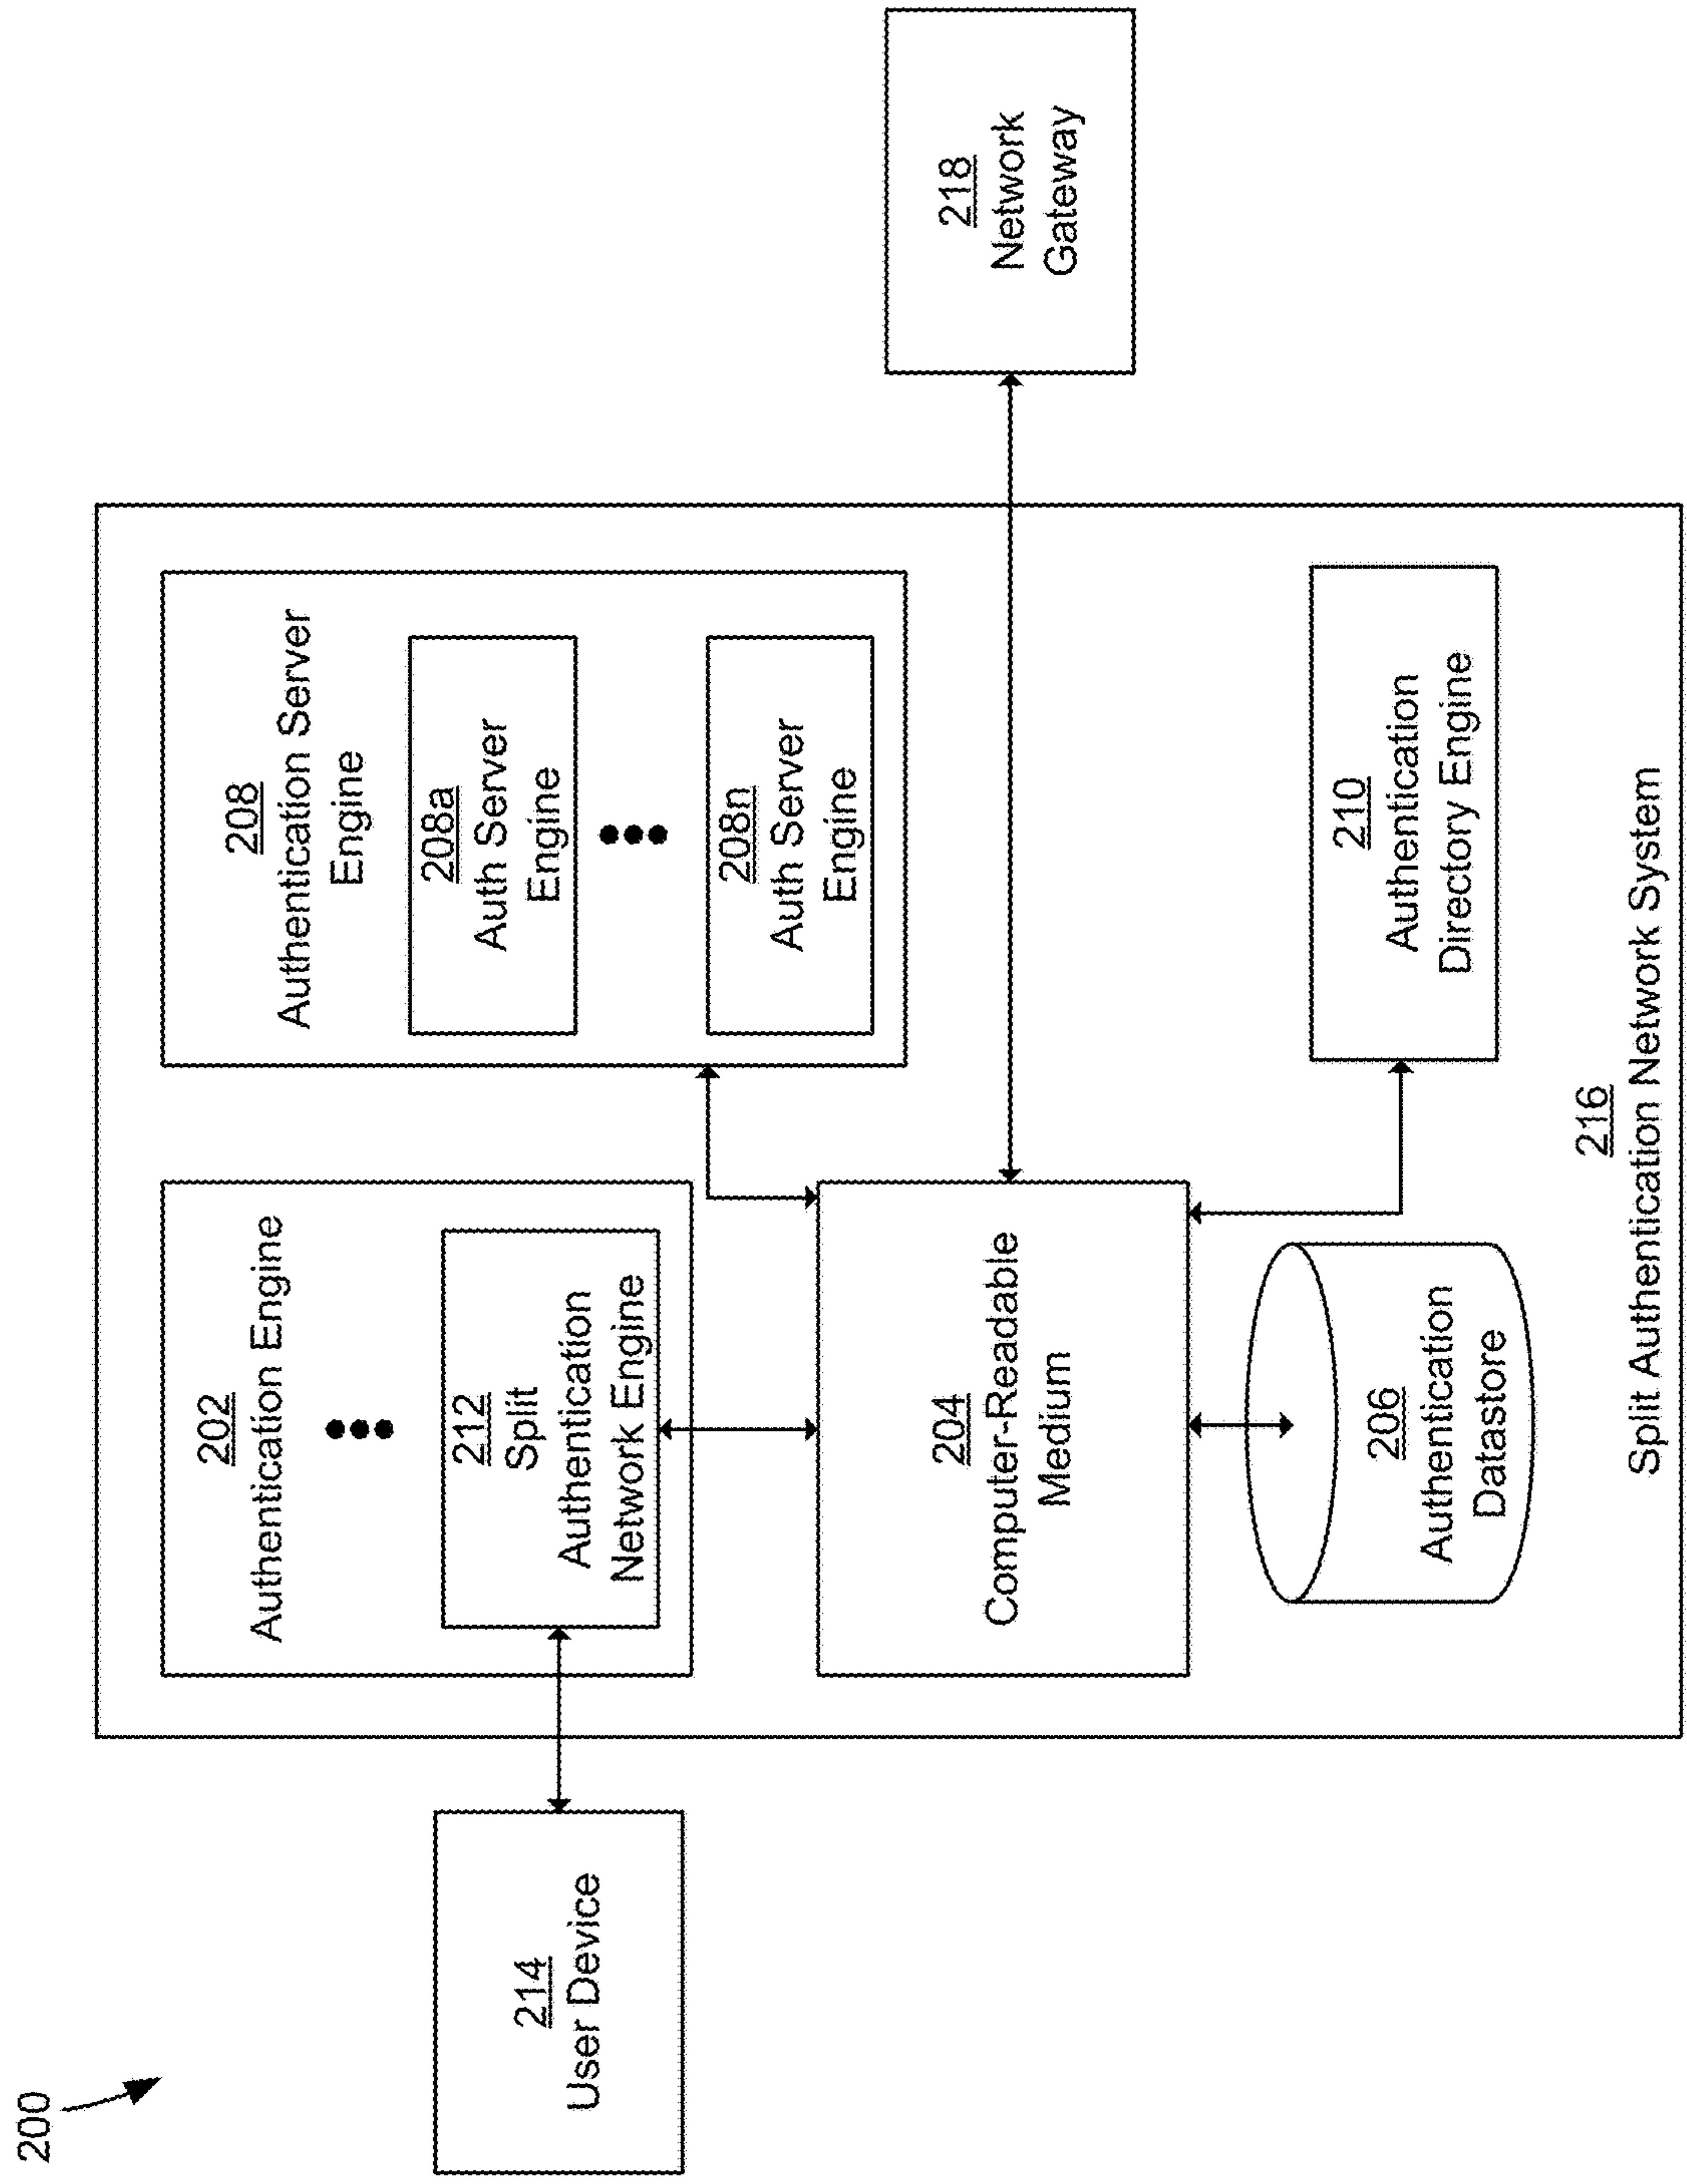 200
214
User Device
202
Authentication Engine
212
Split
Authentication
Network Engine
208
Authentication Server
Engine
208a
Auth Server
Engine
208n
Auth Server
Engine
204
Computer-Readable
Medium
206
Authentication
Datastore
210
Authentication
Directory Engine
216
Split Authentication Network System
218
Network
Gateway